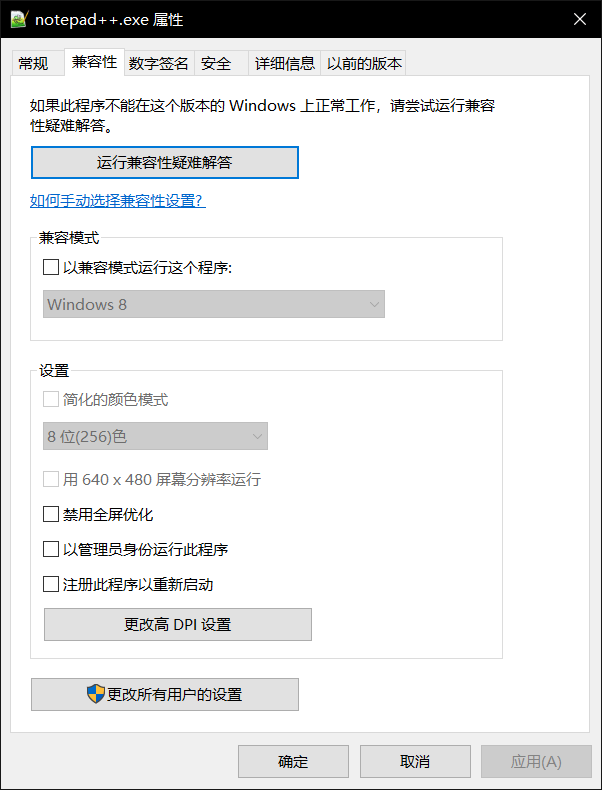 notepad++.exe 属性
常规 兼容性 数字签名 安全 详细信息 以前的版本
如果此程序不能在这个版本的 Windows 上正常工作，请尝试运行兼容
性疑难解答。
运行兼容性疑难解答
如何手动选择兼容性设置?
兼容模式
以兼容模式运行这个程序:
Windows 8
设置
简化的颜色模式
8 位(256)色
用 640 x 480 屏幕分辨率运行
禁用全屏优化
以管理员身份运行此程序
注册此程序以重新启动
更改高 DPI 设置
更改所有用户的设置
确定 取消 应用(A)